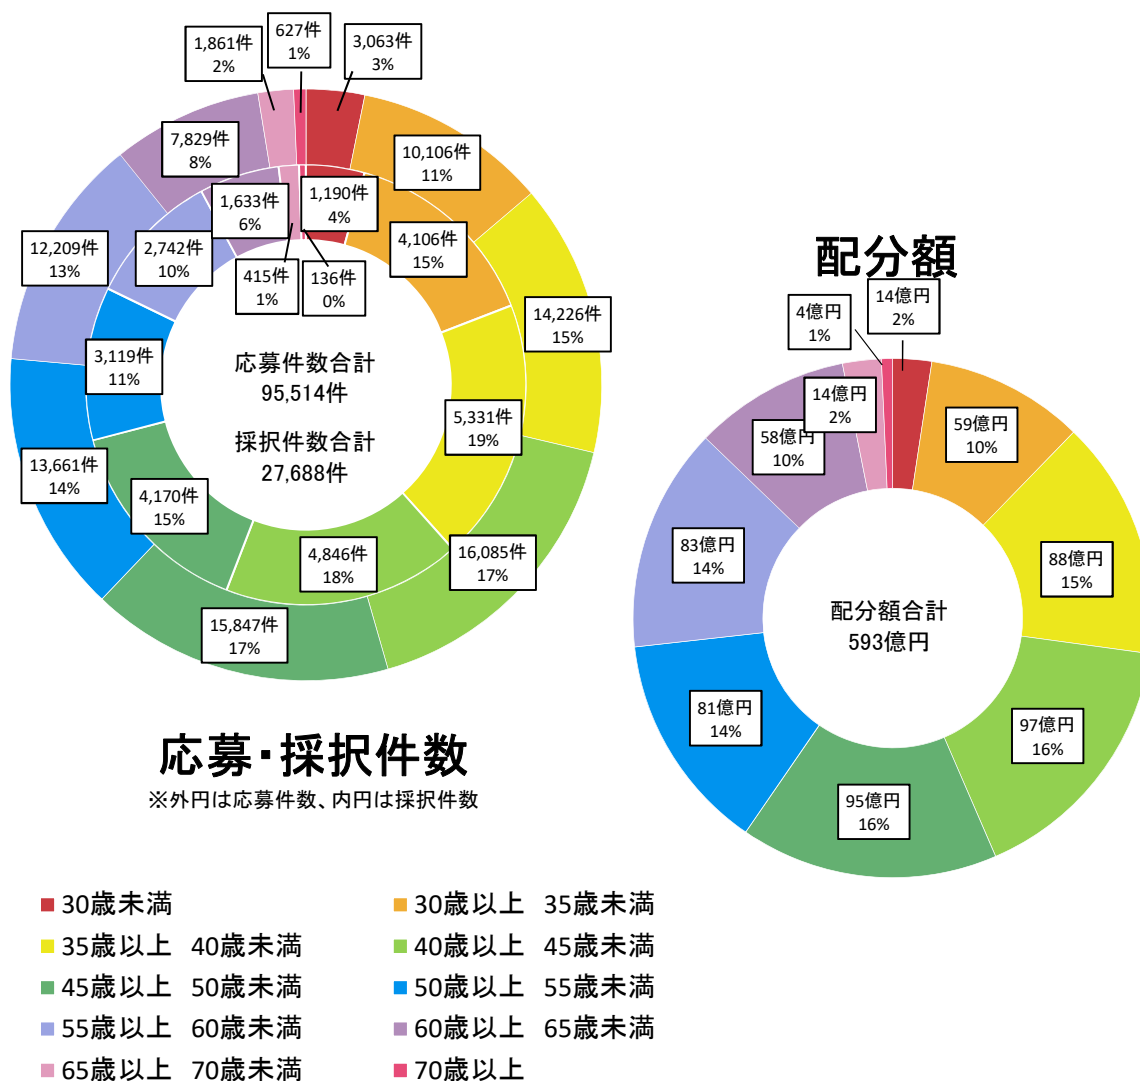 627件
1%
1,861件
2%
3,063件
3%
7,829件
8%
10,106件
11%
1,633件
6%
1,190件
4%
12,209件
13%
2,742件
10%
4,106件
15%
415件
1%
136件
0%
14,226件
15%
3,119件
11%
応募件数合計
95,514件
採択件数合計
27,688件
5,331件
19%
13,661件
14%
4,170件
15%
4,846件
18%
16,085件
17%
15,847件
17%
応募・採択件数
※外円は応募件数、内円は採択件数
配分額
4億円
1%
14億円
2%
14億円
2%
58億円
10%
59億円
10%
83億円
14%
88億円
15%
配分額合計
593億円
81億円
14%
97億円
16%
95億円
16%
30歳未満
30歳以上 35歳未満
35歳以上 40歳未満
40歳以上 45歳未満
45歳以上 50歳未満
50歳以上 55歳未満
55歳以上 60歳未満
60歳以上 65歳未満
65歳以上 70歳未満
70歳以上